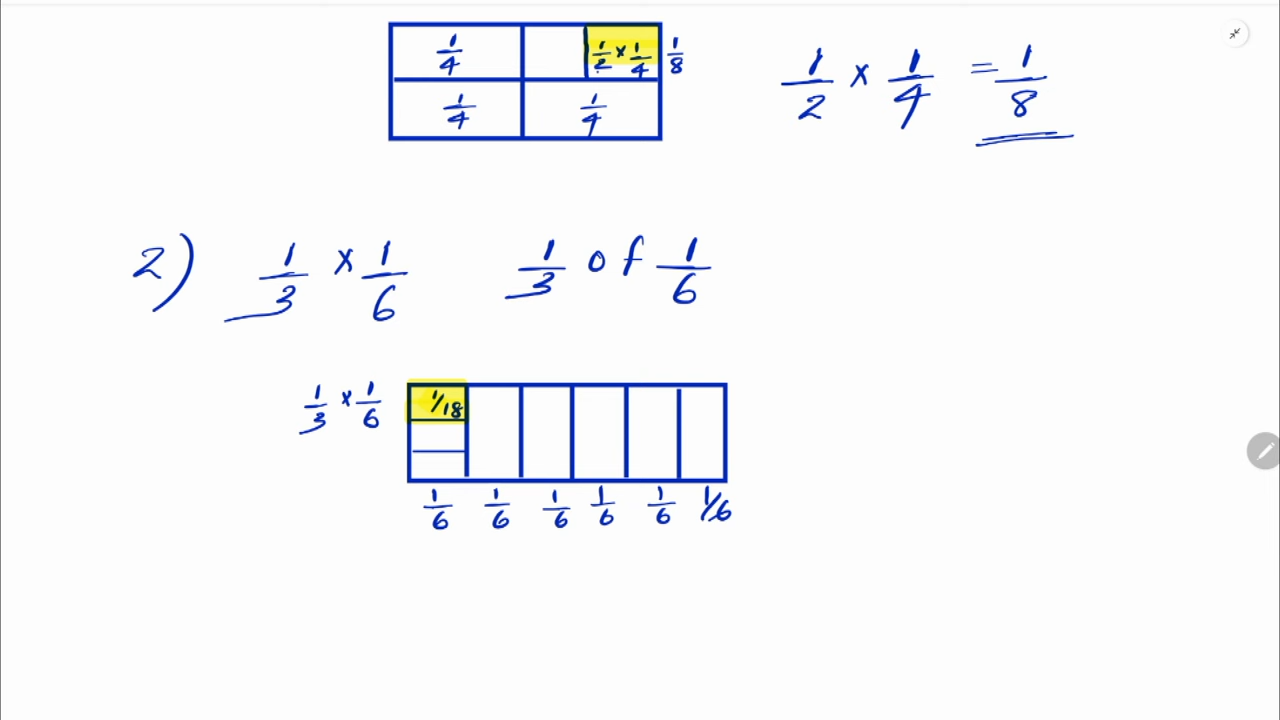 1/4 1/2 × 1/4 1/8
1/4 1/4
1/2 × 1/4 = 1/8
2) 1/3 × 1/6 1/3 of 1/6
1/3 × 1/6 1/18
1/6 1/6 1/6 1/6 1/6 1/6